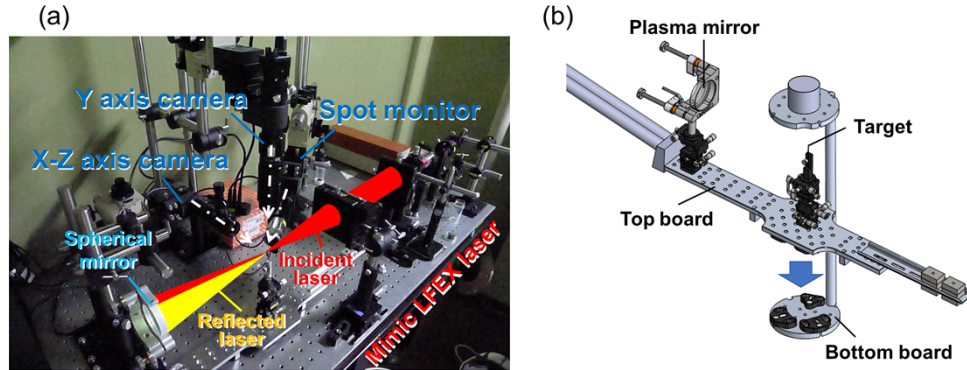 (a)
Y axis camera
Spot monitor
X-Z axis camera
Spherical
mirror
Incident
laser
Reflected
laser
Mimic LFEX laser
(b)
Plasma mirror
Target
Top board
Bottom board